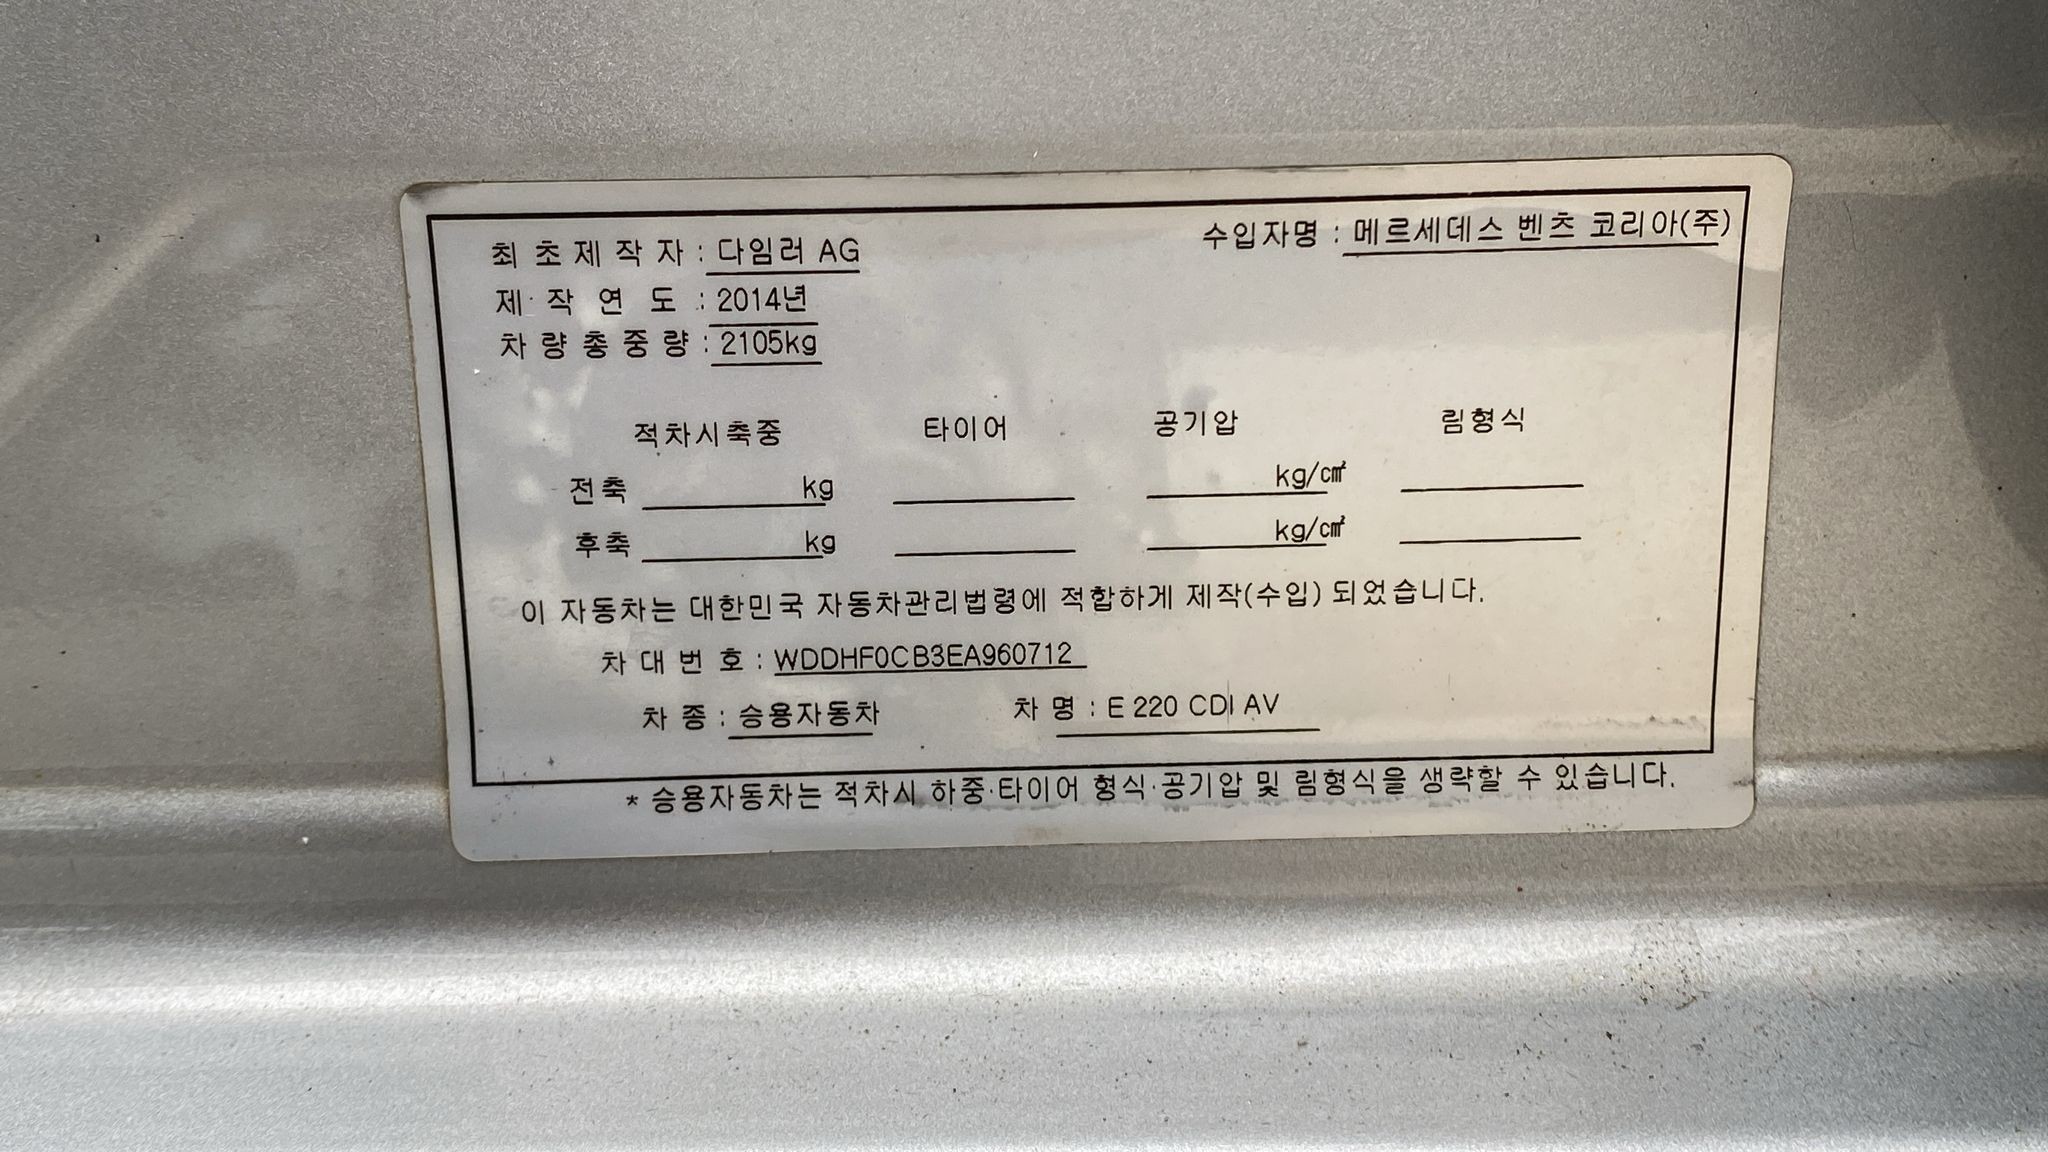 최초제작자 : 다임러 AG
수입자명 : 메르세데스 벤츠 코리아(주)
제작연도 : 2014년
차량총중량 : 2105kg
적차시축중 타이어 공기압 림형식
전축 kg kg/㎠
후축 kg kg/㎠
이 자동차는 대한민국 자동차관리법령에 적합하게 제작(수입) 되었습니다.
차대번호 : WDDHF0CB3EA960712
차종 : 승용자동차 차명 : E 220 CDI AV
* 승용자동차는 적차시 하중·타이어 형식·공기압 및 림형식을 생략할 수 있습니다.